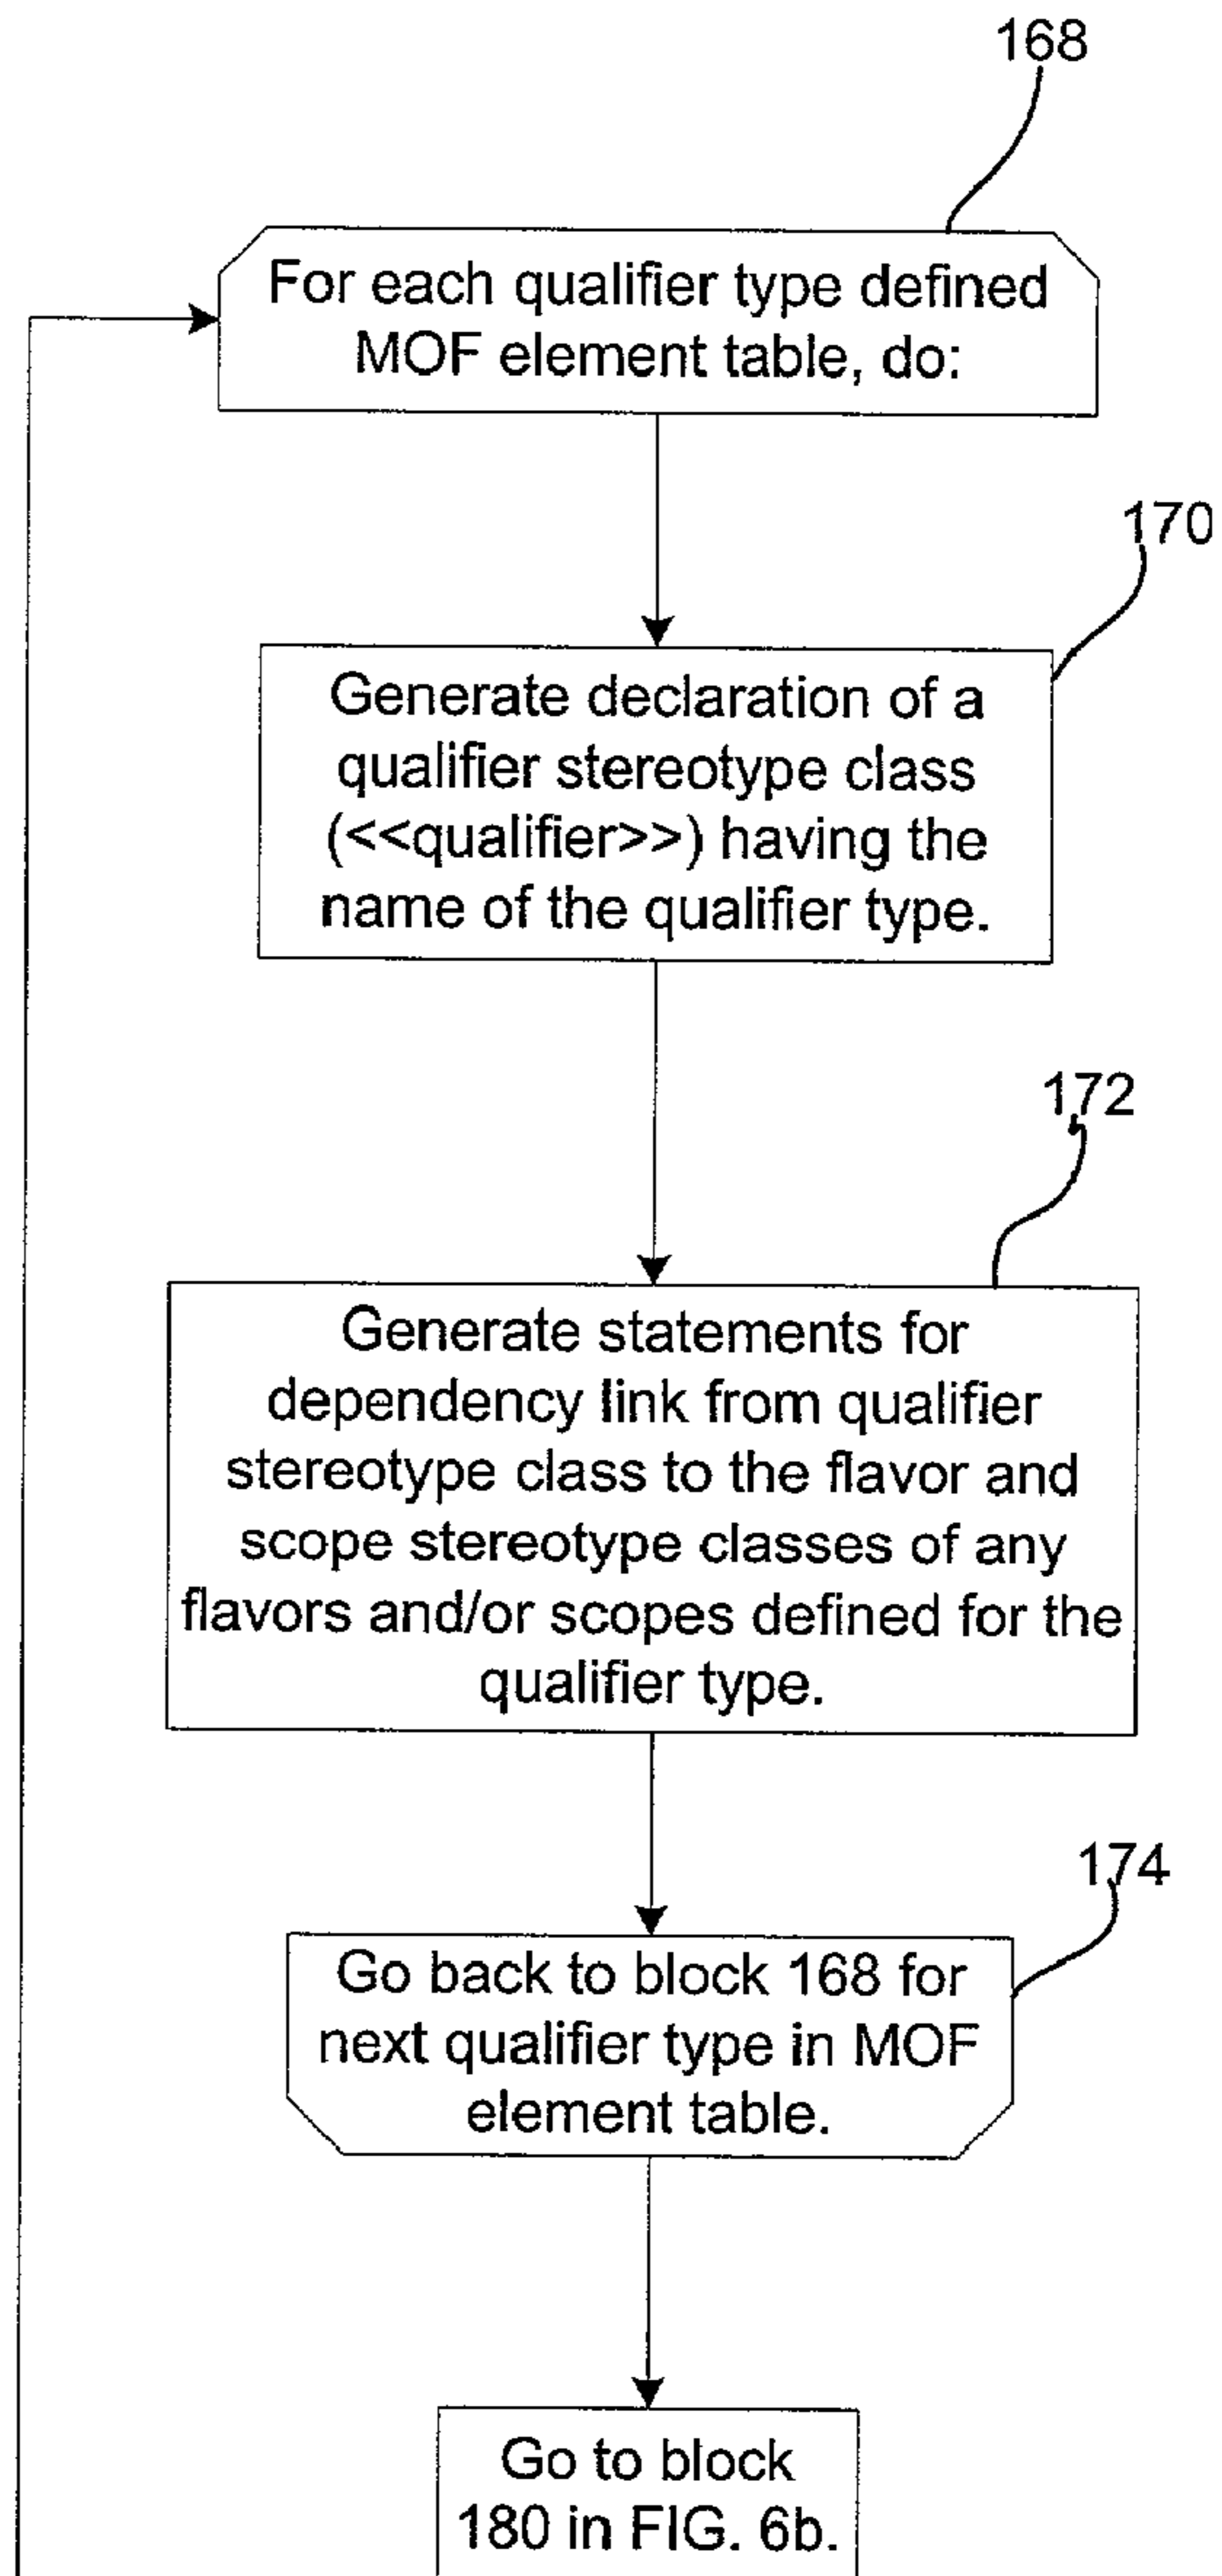 168
For each qualifier type defined
MOF element table, do:
170
Generate declaration of a
qualifier stereotype class
(<<qualifier>>) having the
name of the qualifier type.
172
Generate statements for
dependency link from qualifier
stereotype class to the flavor and
scope stereotype classes of any
flavors and/or scopes defined for the
qualifier type.
174
Go back to block 168 for
next qualifier type in MOF
element table.
Go to block
180 in FIG. 6b.